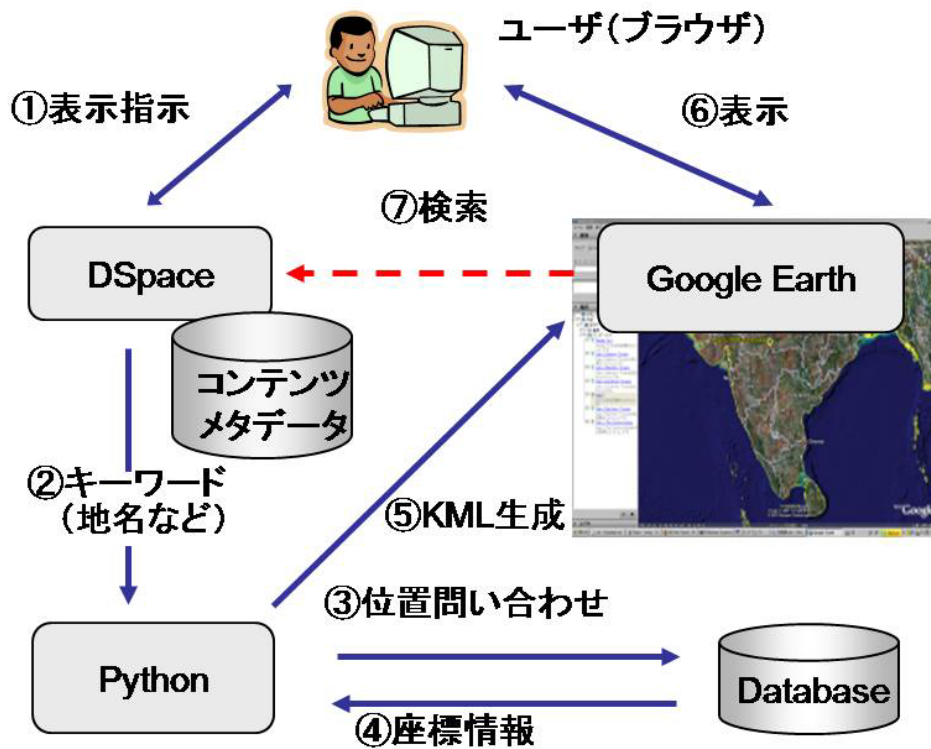 ユーザ(ブラウザ)
①表示指示
⑥表示
⑦検索
DSpace
Google Earth
コンテンツ
メタデータ
②キーワード
(地名など)
⑤KML生成
Google
③位置問い合わせ
Python
Database
④座標情報